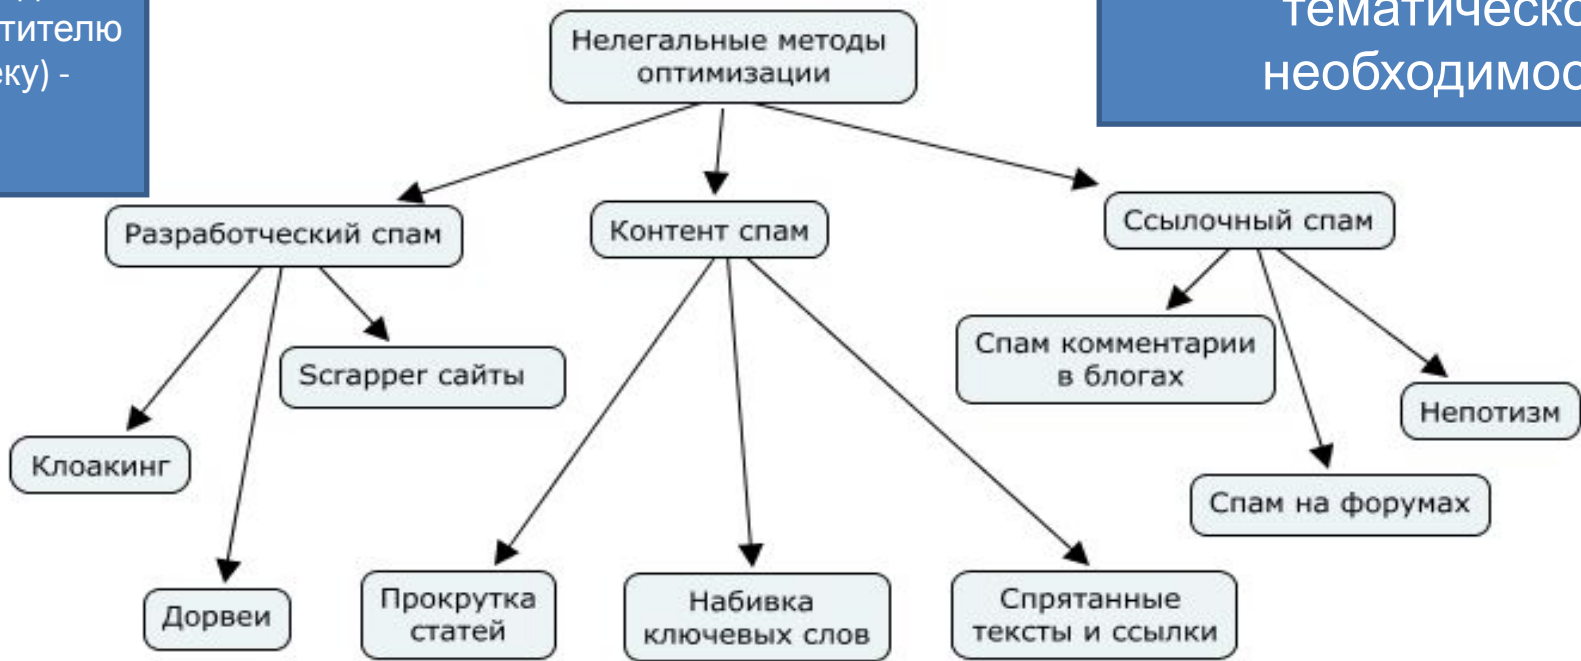 тителю
еку) -
тематическо
необходимос
Нелегальные методы
оптимизации
Разработческий спам
Контент спам
Ссылочный спам
Scrapper сайты
Спам комментарии
в блогах
Непотизм
Клоакинг
Спам на форумах
Дорвеи
Прокрутка
статей
Набивка
ключевых слов
Спрятанные
тексты и ссылки